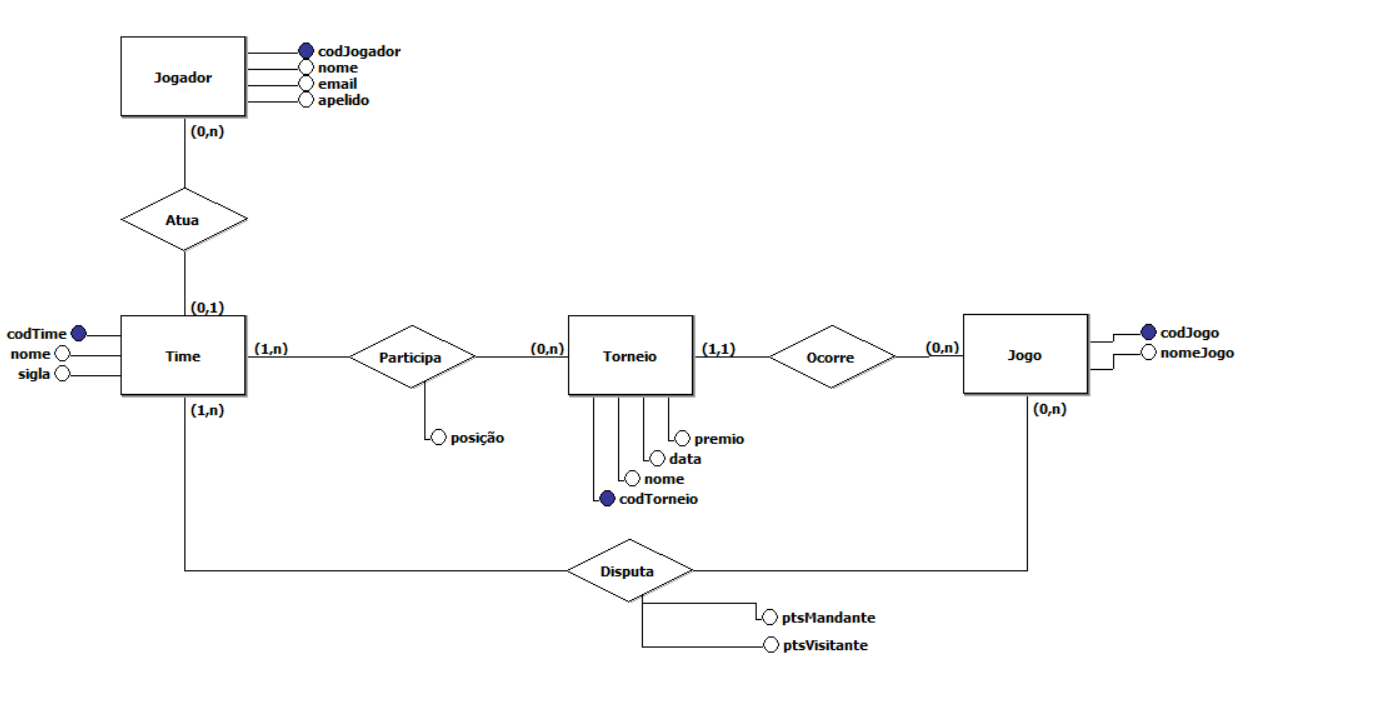 Jogador
codJogador
nome
email
apelido
(0,n)
Atua
(0,1)
codTime
nome
sigla
Time
(1,n)
Participa
(0,n)
Torneio
(1,1)
Ocorre
(0,n)
Jogo
codJogo
nomeJogo
(1,n)
(0,n)
posição
premio
data
nome
codTorneio
Disputa
ptsMandante
ptsVisitante